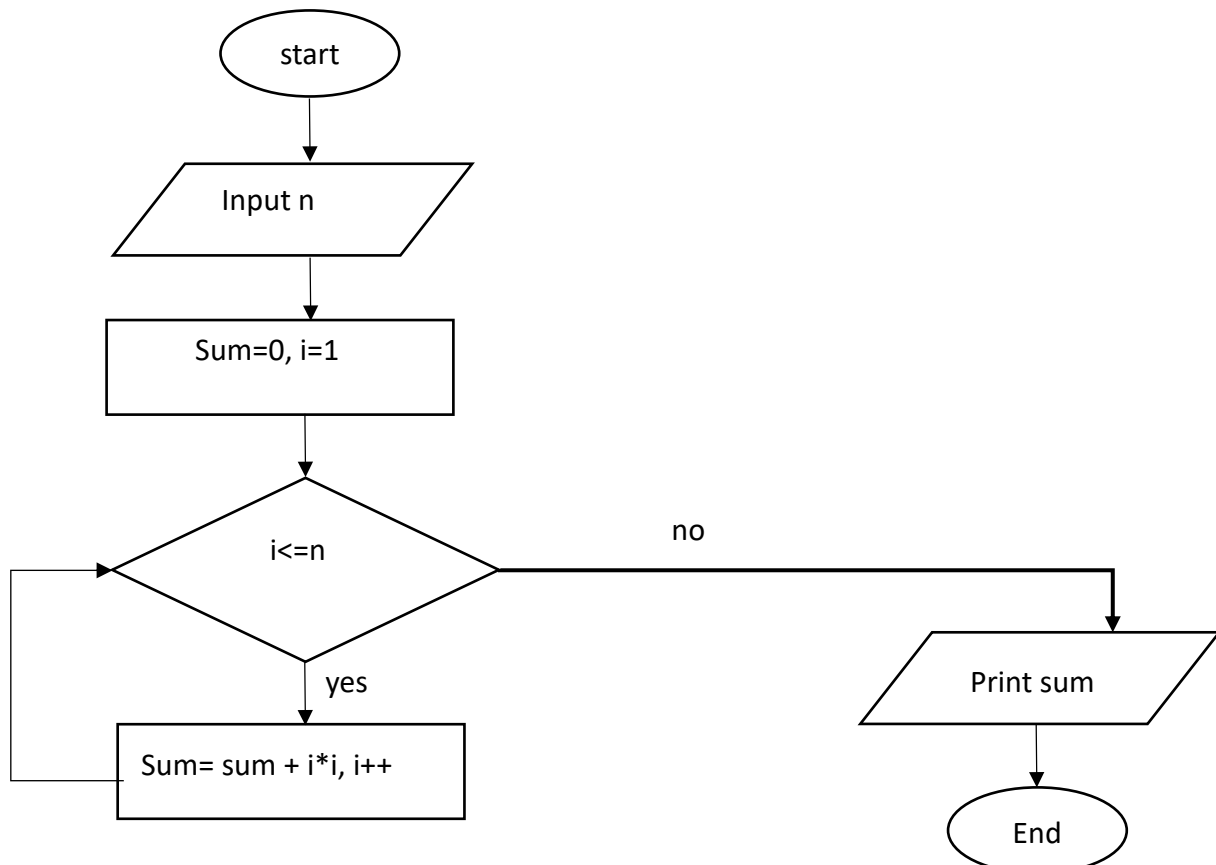 start
Input n
Sum=0, i=1
i<=n
no
yes
Print sum
Sum= sum + i*i, i++
End